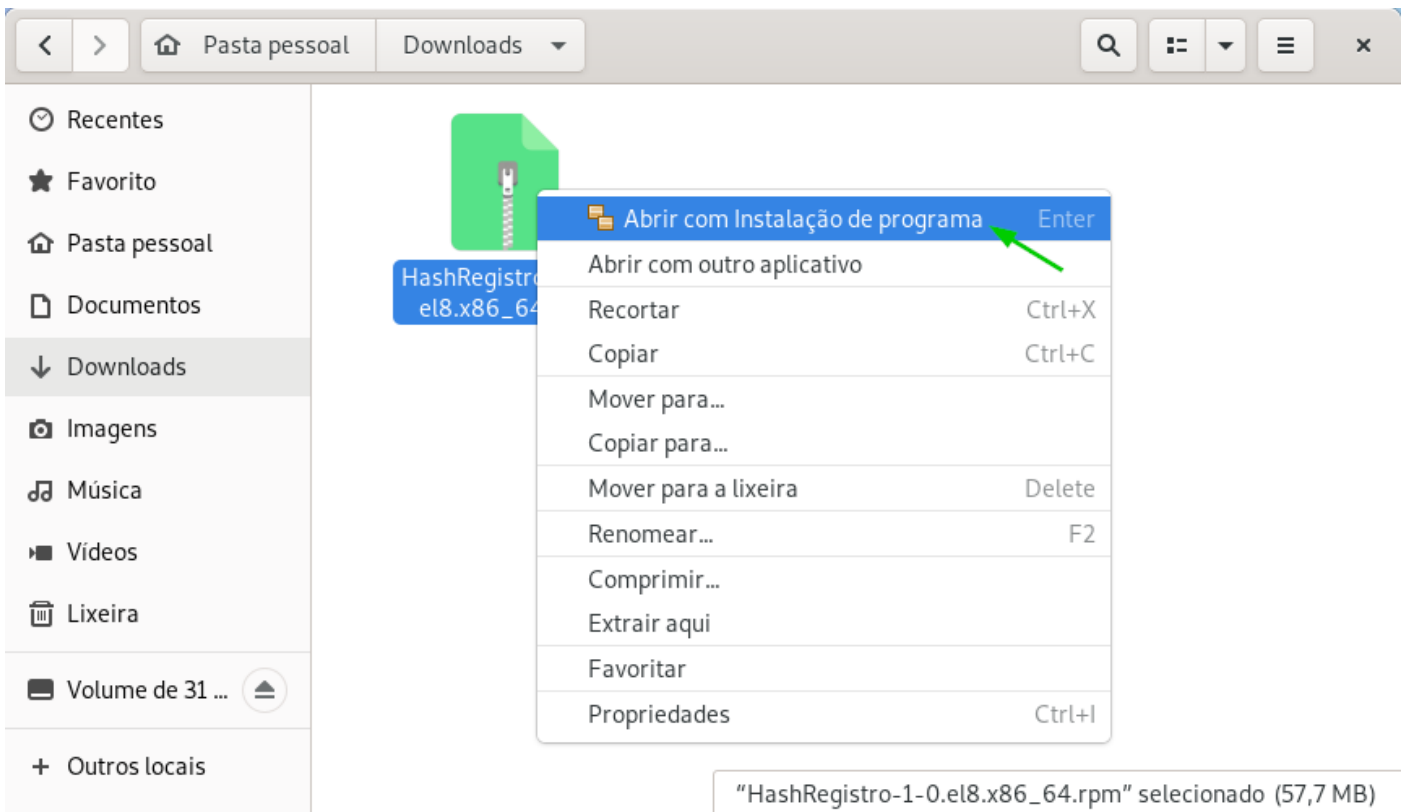 Pasta pessoal Downloads
Recentes
Favorito
Pasta pessoal
Documentos
Downloads
Imagens
Música
Vídeos
Lixeira
Volume de 31 ...
+ Outros locais
HashRegistro
el8.x86_64
Abrir com Instalação de programa Enter
Abrir com outro aplicativo
Recortar Ctrl+X
Copiar Ctrl+C
Mover para...
Copiar para...
Mover para a lixeira Delete
Renomear... F2
Comprimir...
Extrair aqui
Favoritar
Propriedades Ctrl+I
“HashRegistro-1-0.el8.x86_64.rpm” selecionado (57,7 MB)